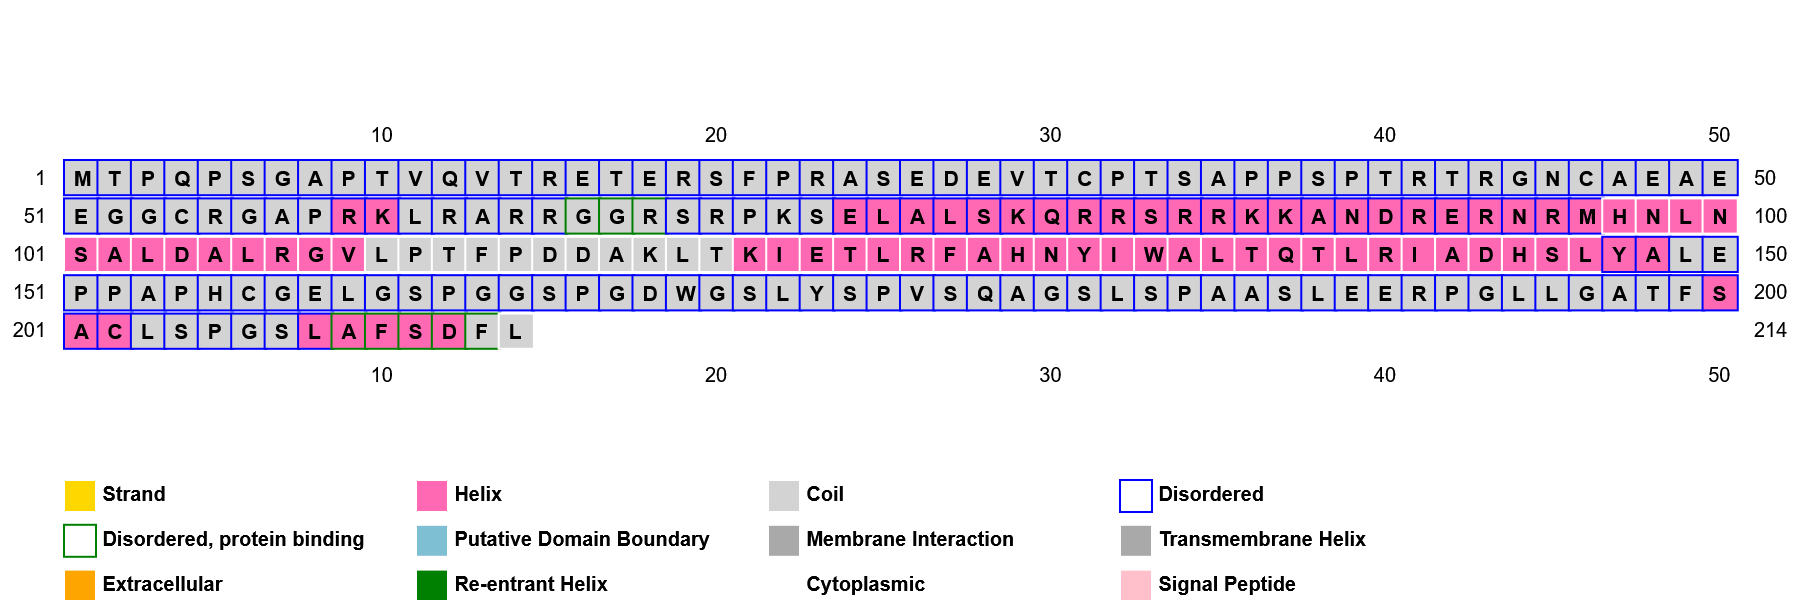 10 20 30 40 50
1 M T P Q P S G A P T V Q V T R E T E R S F P R A S E D E V T C P T S A P P S P T R T R G N C A E A E 50
51 E G G C R G A P R K L R A R R G G R S R P K S E L A L S K Q R R S R R K K A N D R E R N R M H N L N 100
101 S A L D A L R G V L P T F P D D A K L T K I E T L R F A H N Y I W A L T Q T L R I A D H S L Y A L E 150
151 P P A P H C G E L G S P G G S P G D W G S L Y S P V S Q A G S L S P A A S L E E R P G L L G A T F S 200
201 A C L S P G S L A F S D F L 214
10 20 30 40 50
Strand Helix Coil Disordered
Disordered, protein binding Putative Domain Boundary Membrane Interaction Transmembrane Helix
Extracellular Re-entrant Helix Cytoplasmic Signal Peptide